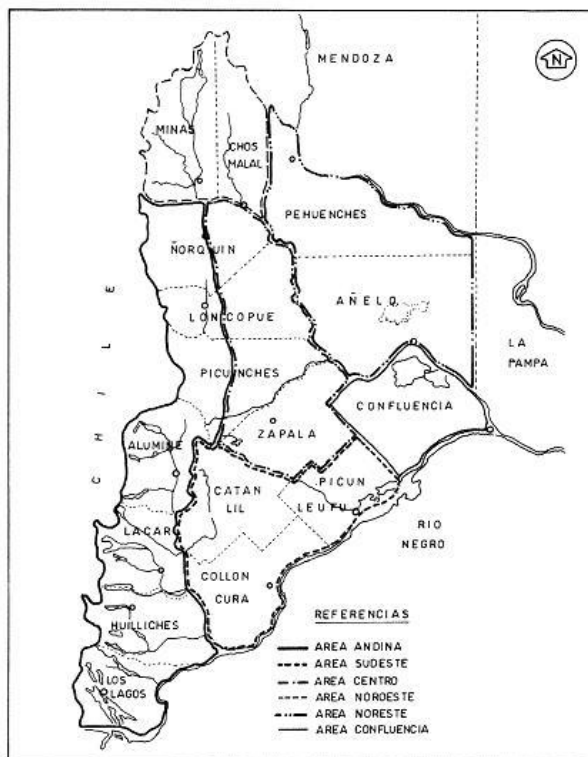 MENDOZA
N
MINAS
CHOS
MALAL
PEHUENCHES
ÑORQUIN
AÑELO
LONCOPUE
LA
PAMPA
CHILE
PICUNCHES
CONFLUENCIA
ZAPALA
ALUMINE
PICUN
LEUFU
CATAN
LIL
RIO
NEGRO
LACAR
COLLON
CURA
HUILLICHES
LOS
LAGOS
REFERENCIAS
AREA ANDINA
AREA SUDESTE
AREA CENTRO
AREA NOROESTE
AREA NORESTE
AREA CONFLUENCIA